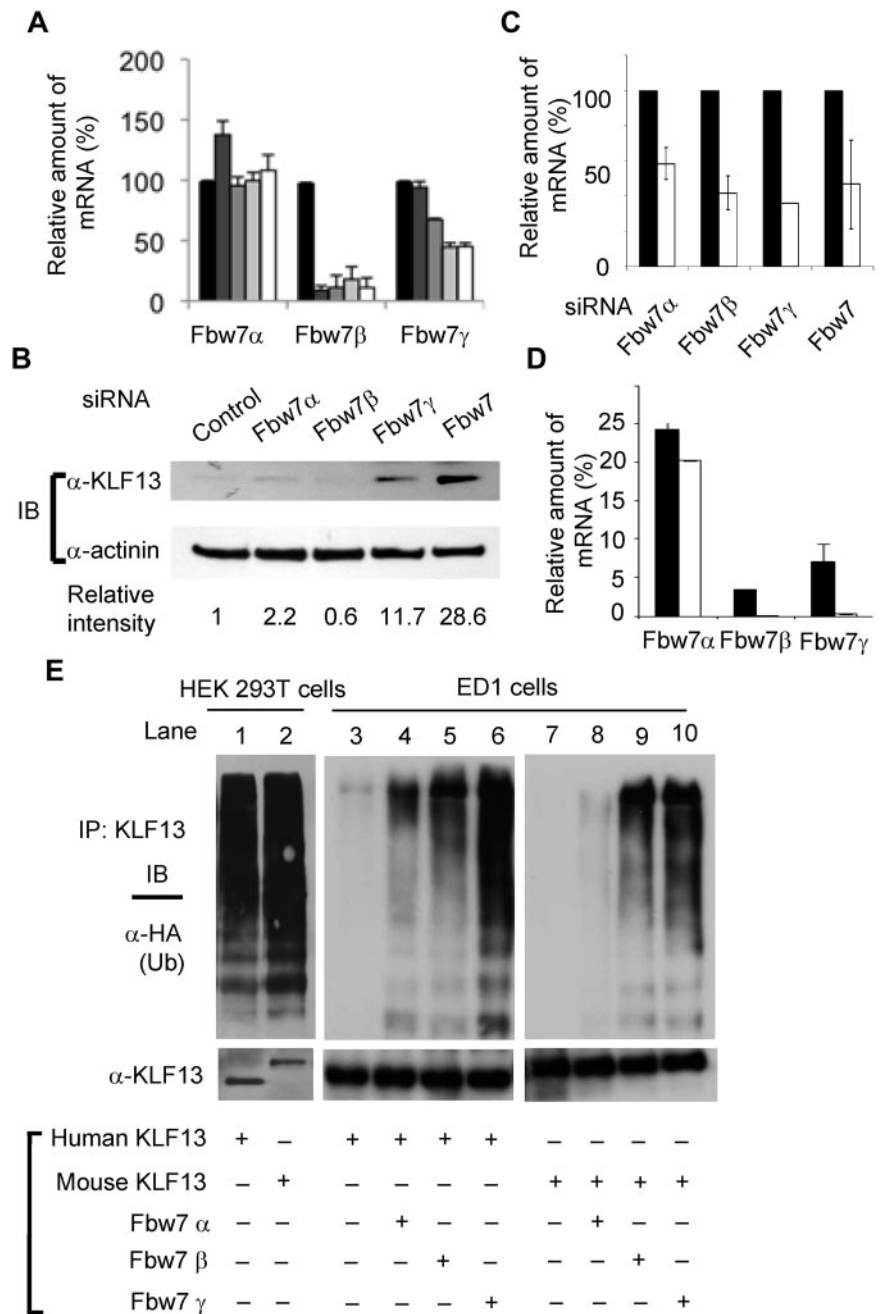 A
Relative amount of
mRNA (%)
200
150
100
50
0
Fbw7α Fbw7β Fbw7γ
B
siRNA
Control Fbw7α Fbw7β Fbw7γ Fbw7
IB
α-KLF13
α-actinin
Relative
intensity
1 2.2 0.6 11.7 28.6
C
Relative amount of
mRNA (%)
100
50
0
siRNA
Fbw7α Fbw7β Fbw7γ Fbw7
D
Relative amount of
mRNA (%)
25
20
15
10
5
0
Fbw7α Fbw7β Fbw7γ
E
HEK 293T cells ED1 cells
Lane 1 2 3 4 5 6 7 8 9 10
IP: KLF13
IB
α-HA
(Ub)
α-KLF13
Human KLF13 + – + + + + – – – –
Mouse KLF13 – + – – – – + + + +
Fbw7 α – – – + – – – + – –
Fbw7 β – – – – + – – – + –
Fbw7 γ – – – – – + – – – +